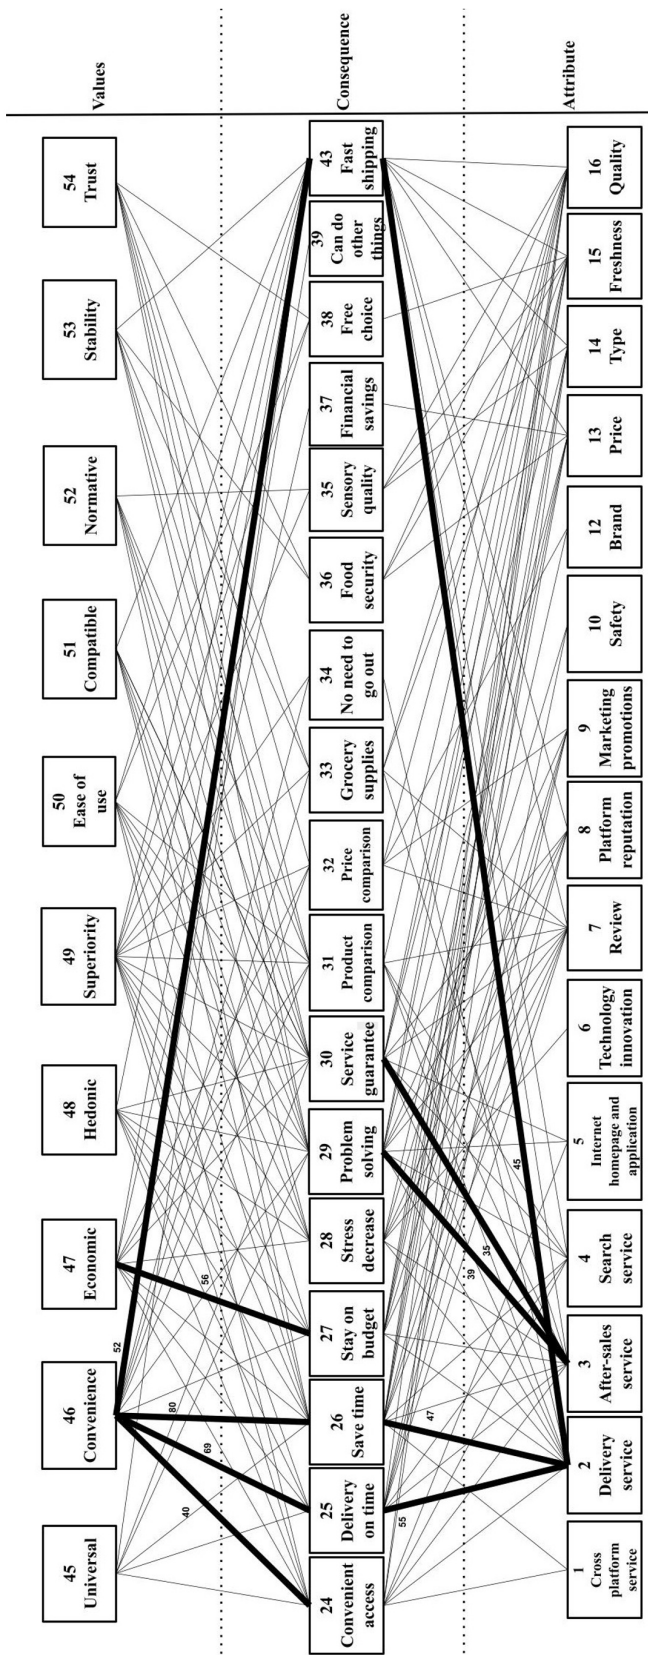 Values
Consequence
Attribute
45
Universal
46
Convenience
47
Economic
48
Hedonic
49
Superiority
50
Ease of
use
51
Compatible
52
Normative
53
Stability
54
Trust
24
Convenient
access
25
Delivery
on time
26
Save time
27
Stay on
budget
28
Stress
decrease
29
Problem
solving
30
Service
guarantee
31
Product
comparison
32
Price
comparison
33
Grocery
supplies
34
No need to
go out
36
Food
security
35
Sensory
quality
37
Financial
savings
38
Free
choice
39
Can do
other
things
43
Fast
shipping
1
Cross
platform
service
2
Delivery
service
3
After-sales
service
4
Search
service
5
Internet
homepage and
application
6
Technology
innovation
7
Review
8
Platform
reputation
9
Marketing
promotions
10
Safety
12
Brand
13
Price
14
Type
15
Freshness
16
Quality
40
69
80
52
56
55
47
39
35
45